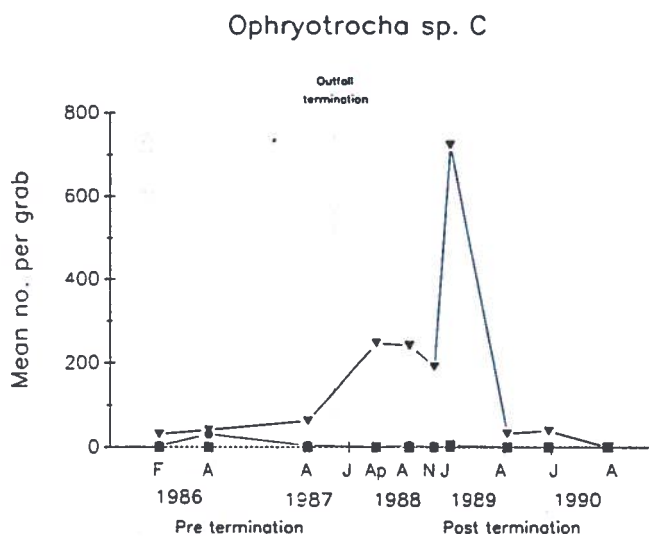 Ophryotrocha sp. C
Outfall
termination
800
600
400
200
0
Mean no. per grab
F A A J Ap A N J A J A
1986 1987 1988 1989 1990
Pre termination Post termination